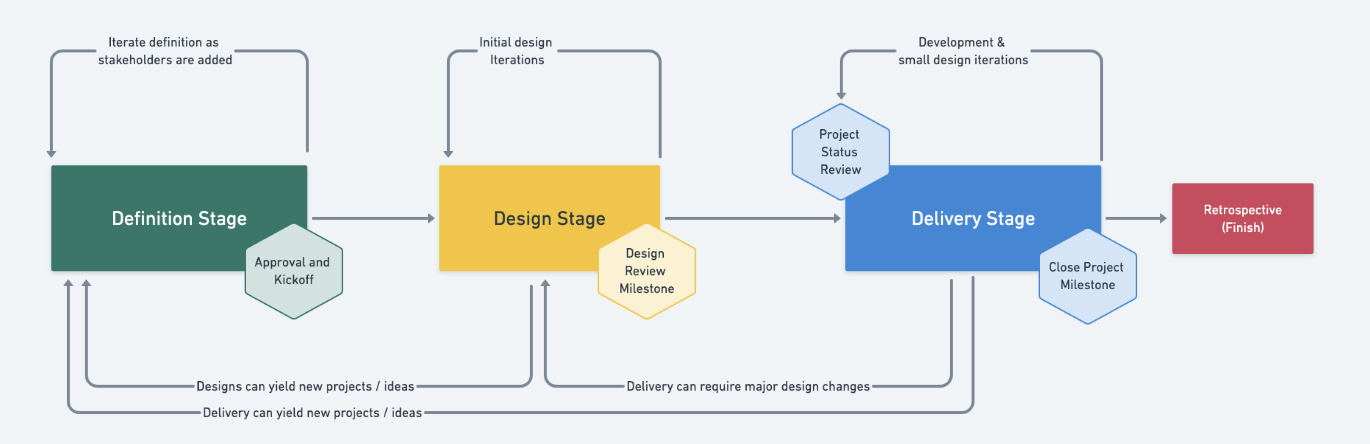 Iterate definition as
stakeholders are added
Initial design
Iterations
Development &
small design iterations
Project
Status
Review
Definition Stage
Design Stage
Delivery Stage
Retrospective
(Finish)
Approval and
Kickoff
Design
Review
Milestone
Close Project
Milestone
Designs can yield new projects / ideas
Delivery can require major design changes
Delivery can yield new projects / ideas